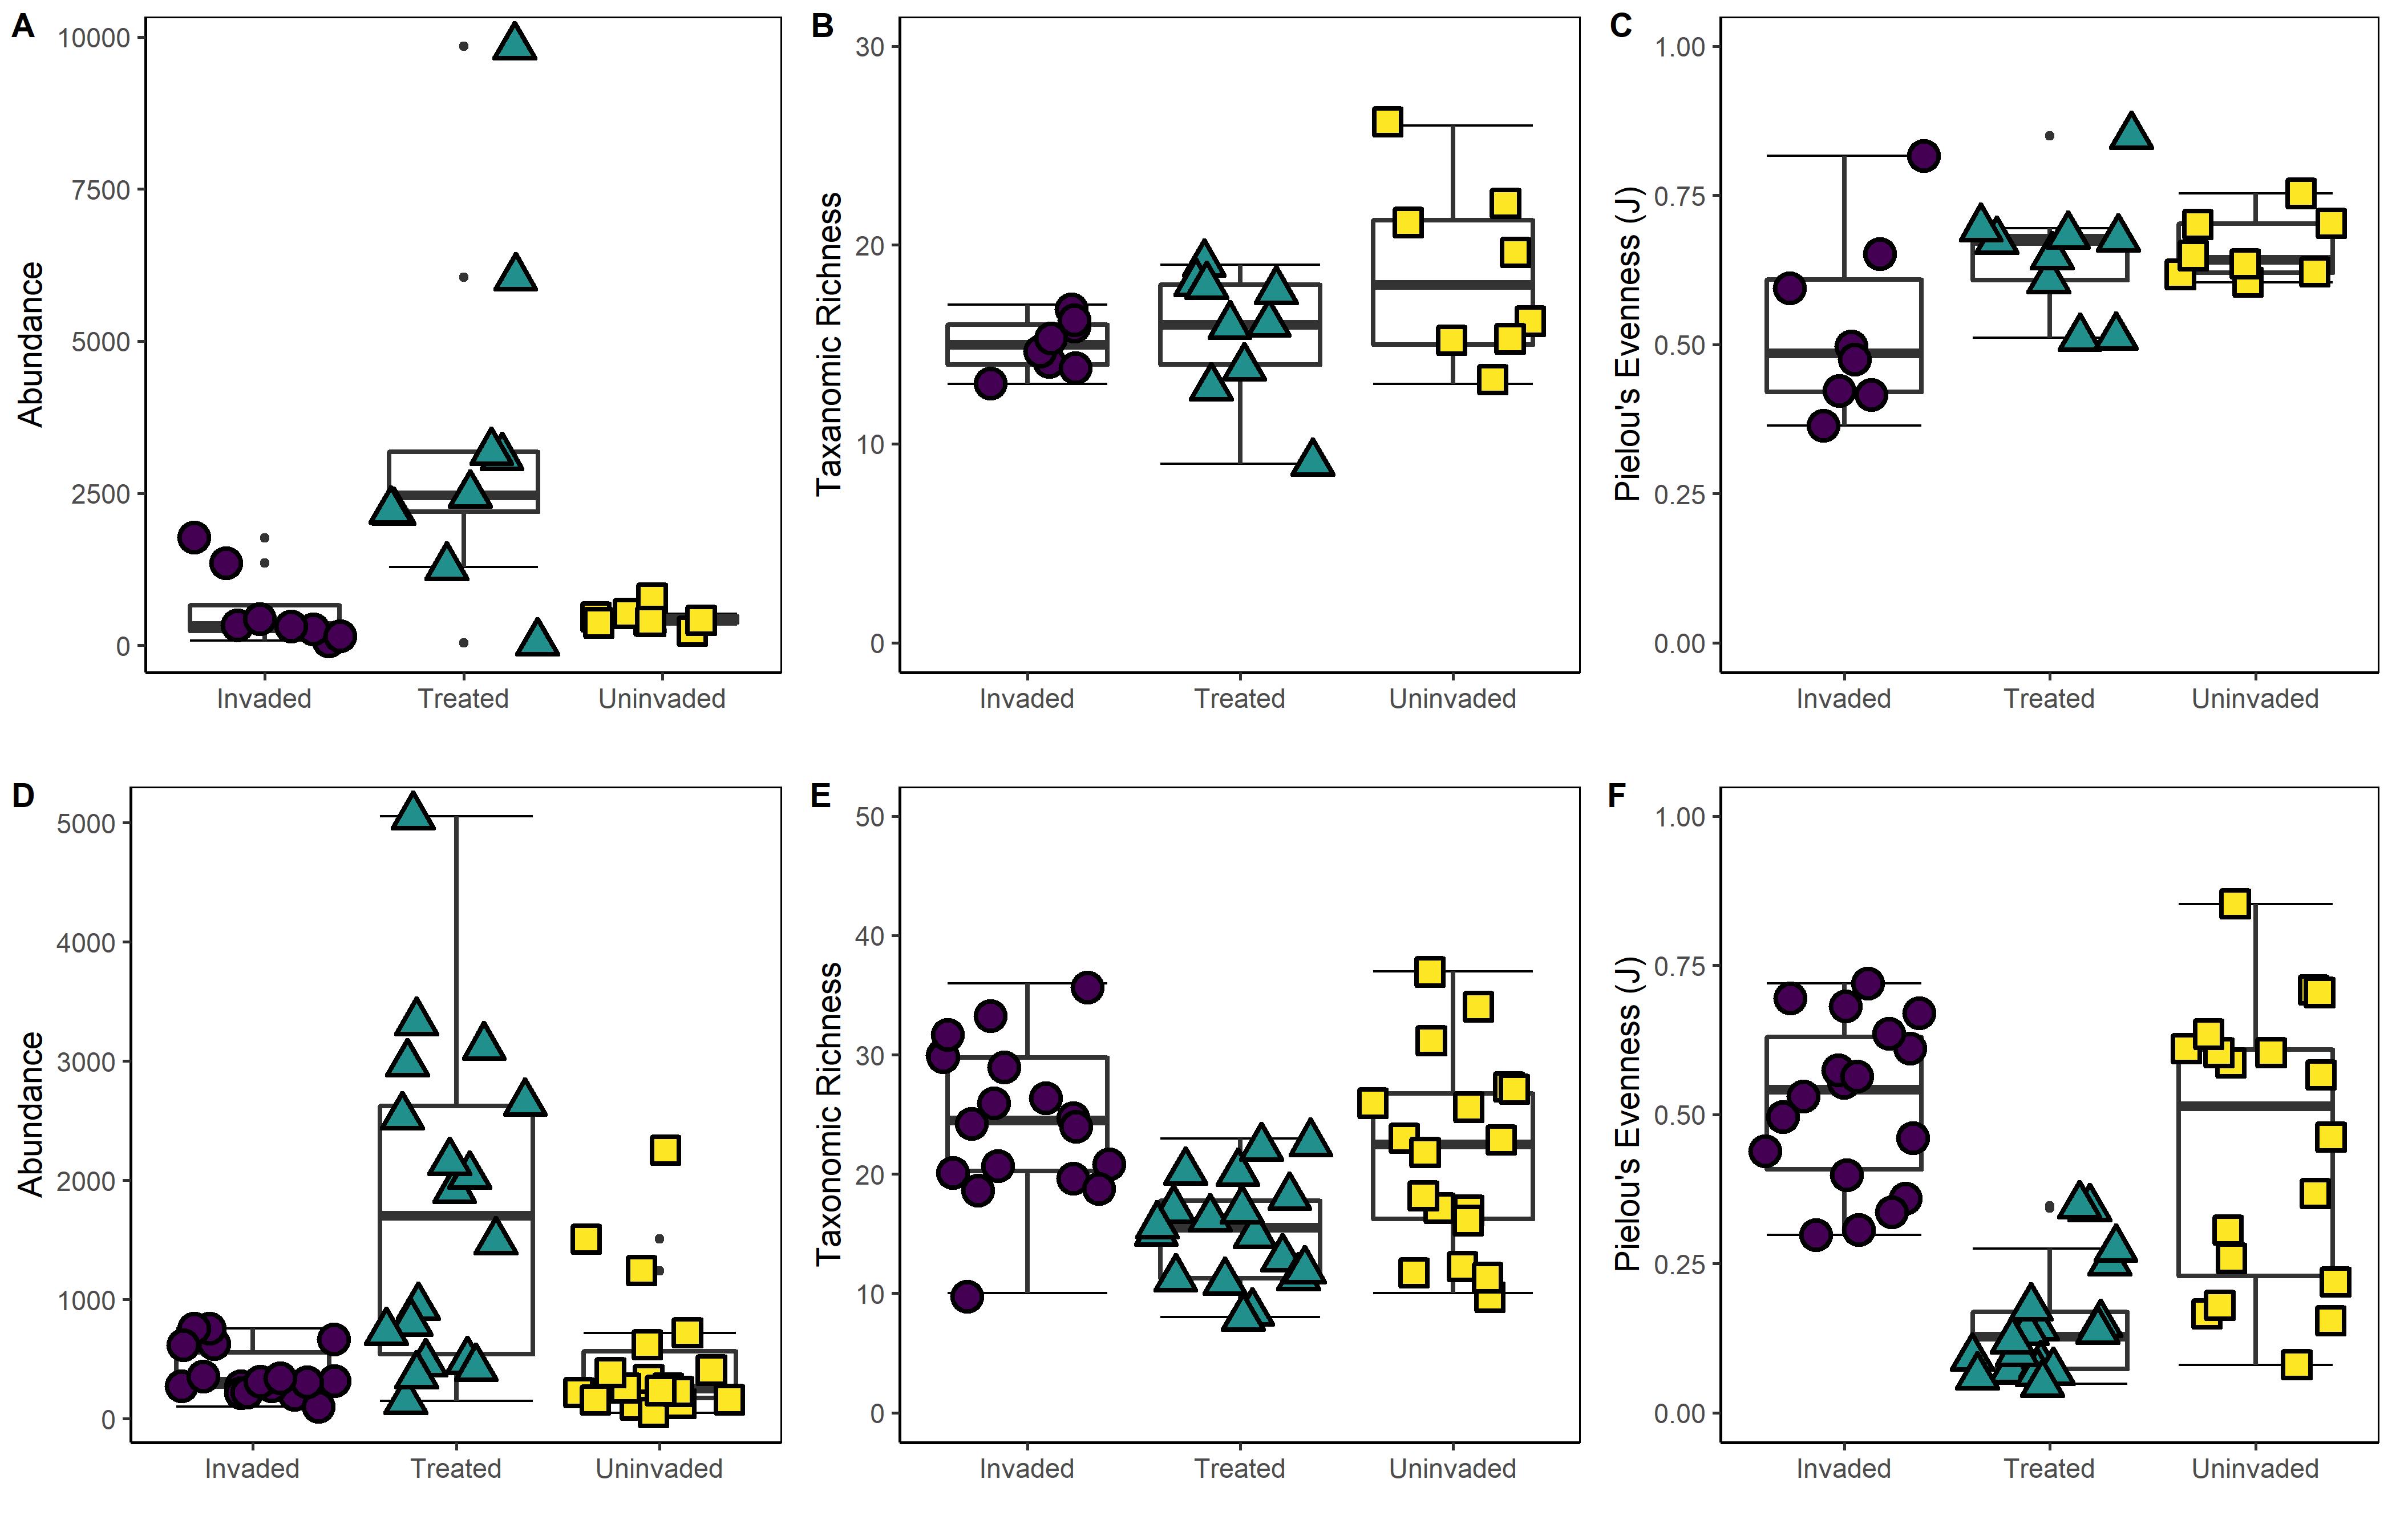 A
Abundance
10000
7500
5000
2500
0
Invaded
Treated
Uninvaded
B
Taxanomic Richness
30
20
10
0
Invaded
Treated
Uninvaded
C
Pielou's Evenness (J)
1.00
0.75
0.50
0.25
0.00
Invaded
Treated
Uninvaded
D
Abundance
5000
4000
3000
2000
1000
0
Invaded
Treated
Uninvaded
E
Taxonomic Richness
50
40
30
20
10
0
Invaded
Treated
Uninvaded
F
Pielou's Evenness (J)
1.00
0.75
0.50
0.25
0.00
Invaded
Treated
Uninvaded